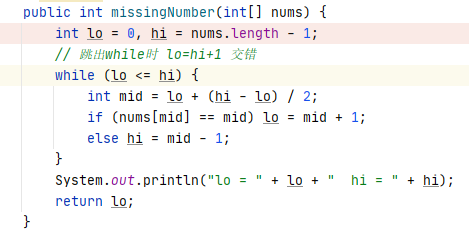 public int missingNumber(int[] nums) {
    int lo = 0, hi = nums.length - 1;
    // 跳出while时 lo=hi+1 交错
    while (lo <= hi) {
        int mid = lo + (hi - lo) / 2;
        if (nums[mid] == mid) lo = mid + 1;
        else hi = mid - 1;
    }
    System.out.println("lo = " + lo + "  hi = " + hi);
    return lo;
}